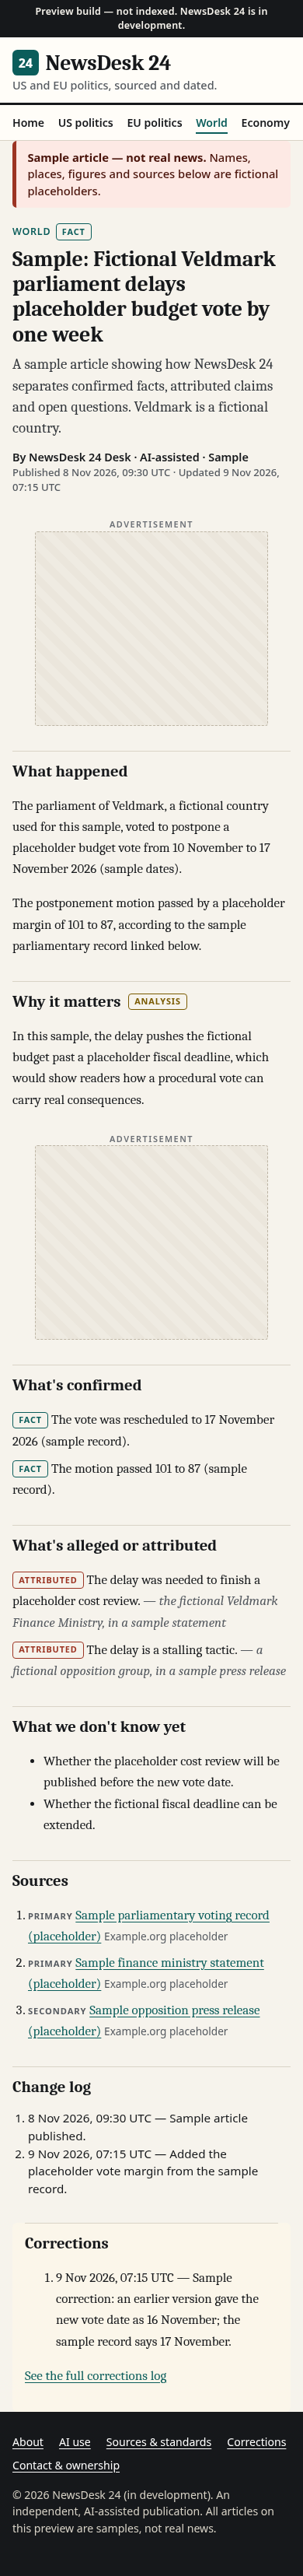 Preview build — not indexed. NewsDesk 24 is in
development.
24 NewsDesk 24
US and EU politics, sourced and dated.
Home US politics EU politics World Economy
Sample article — not real news. Names,
places, figures and sources below are fictional
placeholders.
WORLD FACT
Sample: Fictional Veldmark
parliament delays
placeholder budget vote by
one week
A sample article showing how NewsDesk 24
separates confirmed facts, attributed claims
and open questions. Veldmark is a fictional
country.
By NewsDesk 24 Desk · AI-assisted · Sample
Published 8 Nov 2026, 09:30 UTC · Updated 9 Nov 2026,
07:15 UTC
ADVERTISEMENT
What happened
The parliament of Veldmark, a fictional country
used for this sample, voted to postpone a
placeholder budget vote from 10 November to 17
November 2026 (sample dates).
The postponement motion passed by a placeholder
margin of 101 to 87, according to the sample
parliamentary record linked below.
Why it matters ANALYSIS
In this sample, the delay pushes the fictional
budget past a placeholder fiscal deadline, which
would show readers how a procedural vote can
carry real consequences.
ADVERTISEMENT
What's confirmed
FACT The vote was rescheduled to 17 November
2026 (sample record).
FACT The motion passed 101 to 87 (sample
record).
What's alleged or attributed
ATTRIBUTED The delay was needed to finish a
placeholder cost review. — the fictional Veldmark
Finance Ministry, in a sample statement
ATTRIBUTED The delay is a stalling tactic. — a
fictional opposition group, in a sample press release
What we don't know yet
• Whether the placeholder cost review will be
published before the new vote date.
• Whether the fictional fiscal deadline can be
extended.
Sources
1. PRIMARY Sample parliamentary voting record
(placeholder) Example.org placeholder
2. PRIMARY Sample finance ministry statement
(placeholder) Example.org placeholder
3. SECONDARY Sample opposition press release
(placeholder) Example.org placeholder
Change log
1. 8 Nov 2026, 09:30 UTC — Sample article
published.
2. 9 Nov 2026, 07:15 UTC — Added the
placeholder vote margin from the sample
record.
Corrections
1. 9 Nov 2026, 07:15 UTC — Sample
correction: an earlier version gave the
new vote date as 16 November; the
sample record says 17 November.
See the full corrections log
About AI use Sources & standards Corrections
Contact & ownership
© 2026 NewsDesk 24 (in development). An
independent, AI-assisted publication. All articles on
this preview are samples, not real news.